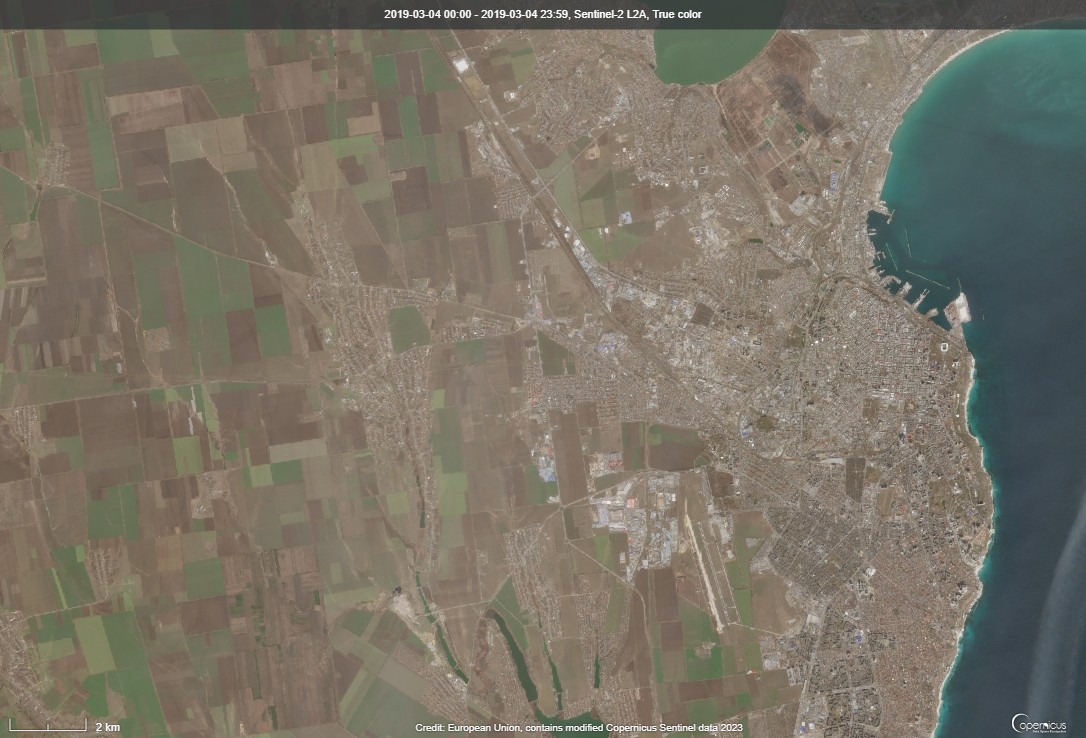 2019-03-04 00:00 - 2019-03-04 23:59, Sentinel-2 L2A, True color
2 km
Credit: European Union, contains modified Copernicus Sentinel data 2023
Copernicus